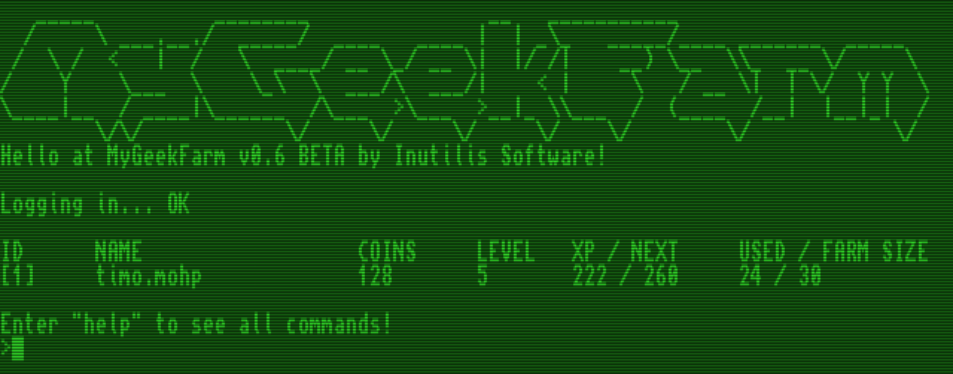 MyGeekFarm
Hello at MyGeekFarm v0.6 BETA by Inutilis Software!
Logging in... OK
ID NAME COINS LEVEL XP / NEXT USED / FARM SIZE
[1] timo.mohp 128 5 222 / 260 24 / 30
Enter "help" to see all commands!
>